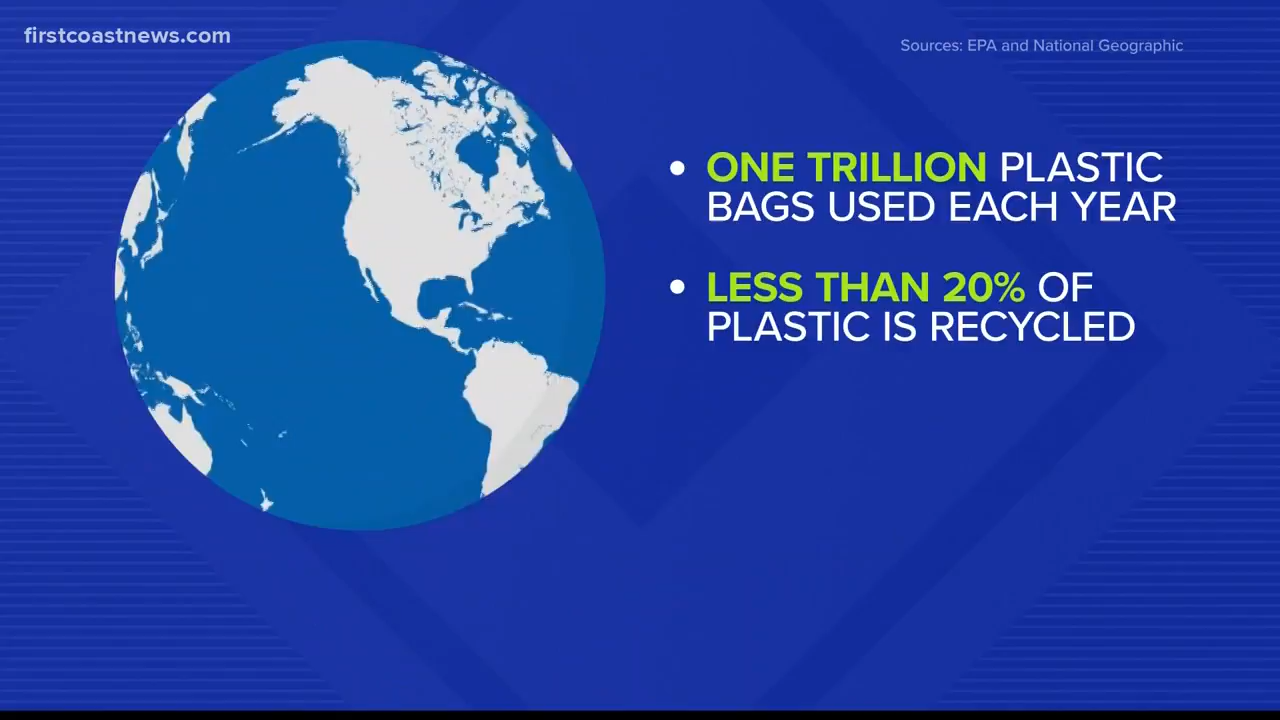 firstcoastnews.com
Sources: EPA and National Geographic
• ONE TRILLION PLASTIC
BAGS USED EACH YEAR
• LESS THAN 20% OF
PLASTIC IS RECYCLED